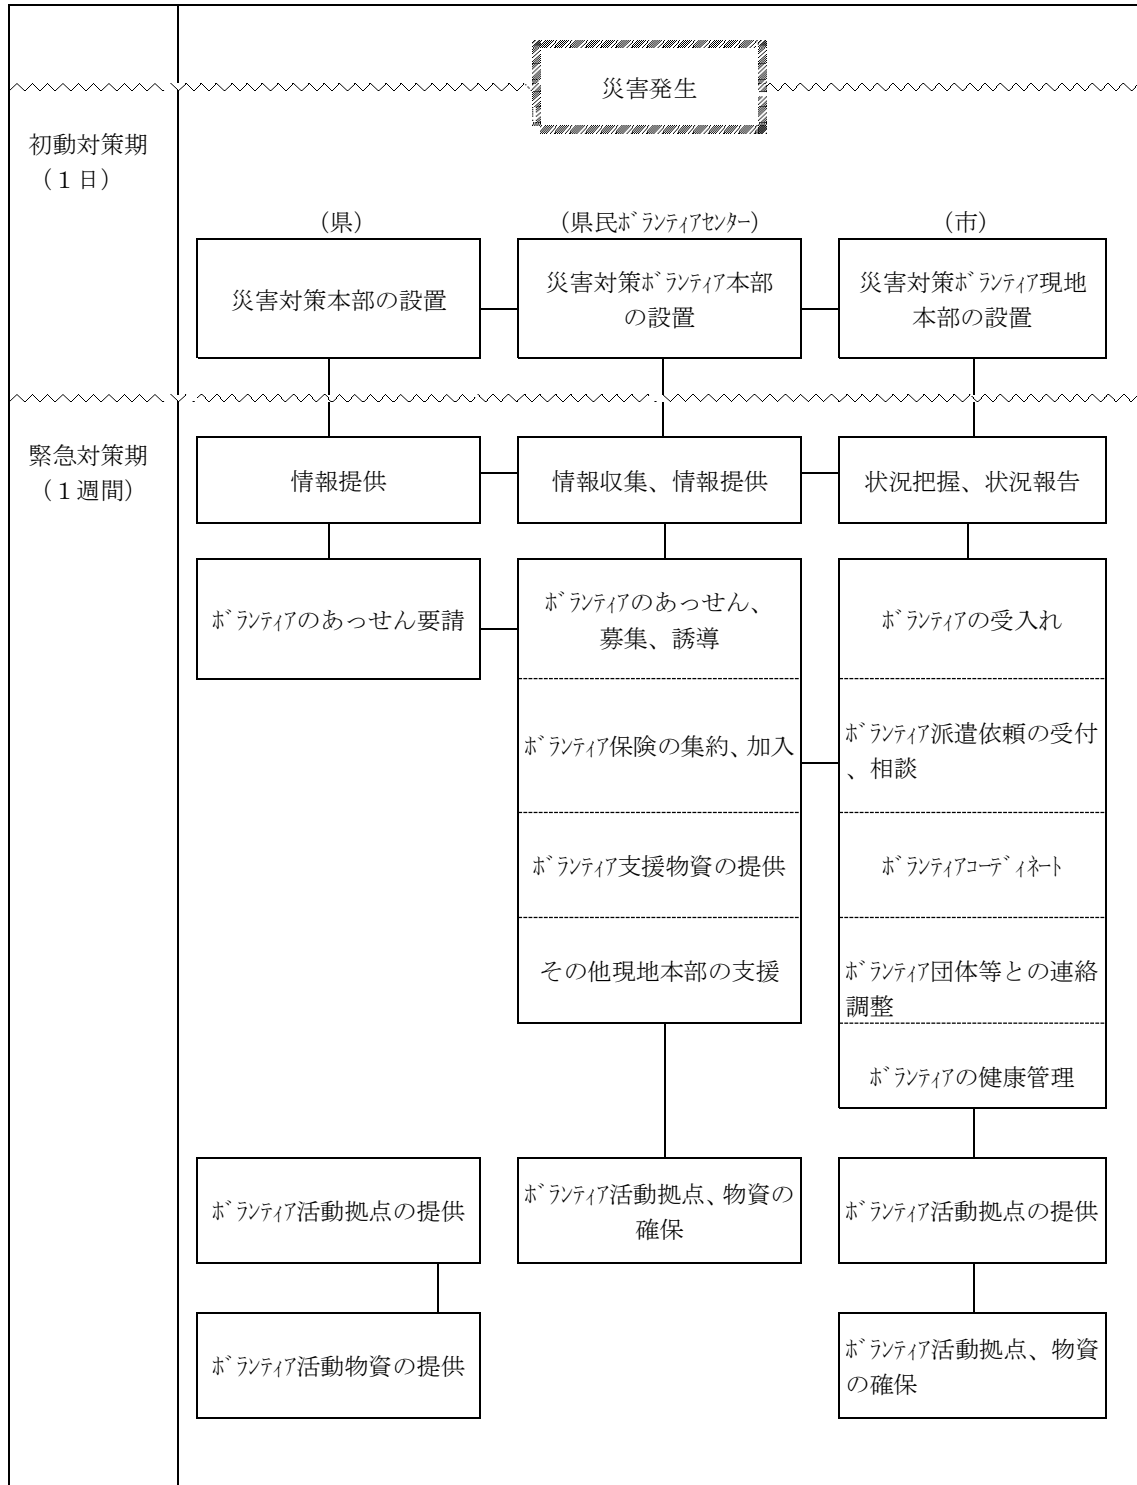 災害発生
初動対策期
（１日）
（県）
（県民ﾎﾞﾗﾝﾃｨｱｾﾝﾀｰ）
（市）
災害対策本部の設置
災害対策ﾎﾞﾗﾝﾃｨｱ本部
の設置
災害対策ﾎﾞﾗﾝﾃｨｱ現地
本部の設置
緊急対策期
（１週間）
情報提供
情報収集、情報提供
状況把握、状況報告
ﾎﾞﾗﾝﾃｨｱのあっせん要請
ﾎﾞﾗﾝﾃｨｱのあっせん、
募集、誘導
ﾎﾞﾗﾝﾃｨｱ保険の集約、加入
ﾎﾞﾗﾝﾃｨｱ支援物資の提供
その他現地本部の支援
ﾎﾞﾗﾝﾃｨｱの受入れ
ﾎﾞﾗﾝﾃｨｱ派遣依頼の受付
、相談
ﾎﾞﾗﾝﾃｨｱｺｰﾃﾞｨﾈｰﾄ
ﾎﾞﾗﾝﾃｨｱ団体等との連絡
調整
ﾎﾞﾗﾝﾃｨｱの健康管理
ﾎﾞﾗﾝﾃｨｱ活動拠点の提供
ﾎﾞﾗﾝﾃｨｱ活動拠点、物資の
確保
ﾎﾞﾗﾝﾃｨｱ活動拠点の提供
ﾎﾞﾗﾝﾃｨｱ活動物資の提供
ﾎﾞﾗﾝﾃｨｱ活動拠点、物資
の確保